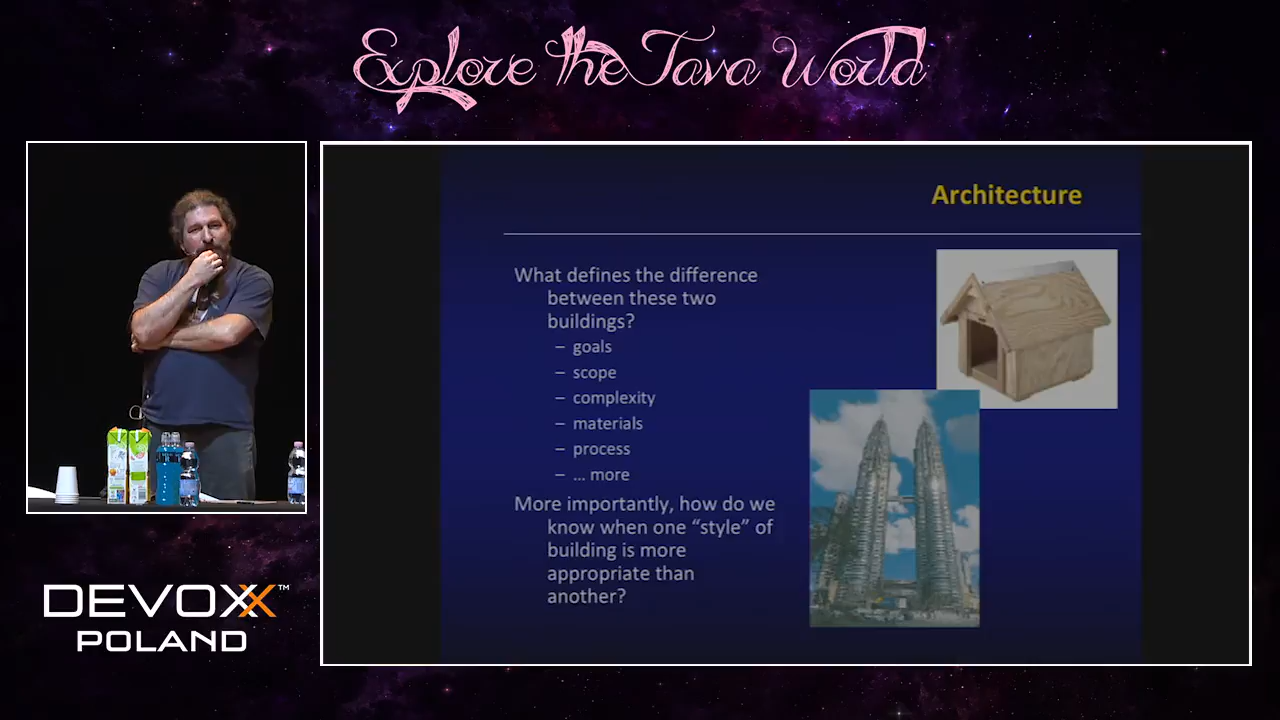 Explore the Java World
Architecture
What defines the difference
between these two
buildings?
– goals
– scope
– complexity
– materials
– process
– ... more
More importantly, how do we
know when one “style” of
building is more
appropriate than
another?
DEVOXX™
POLAND